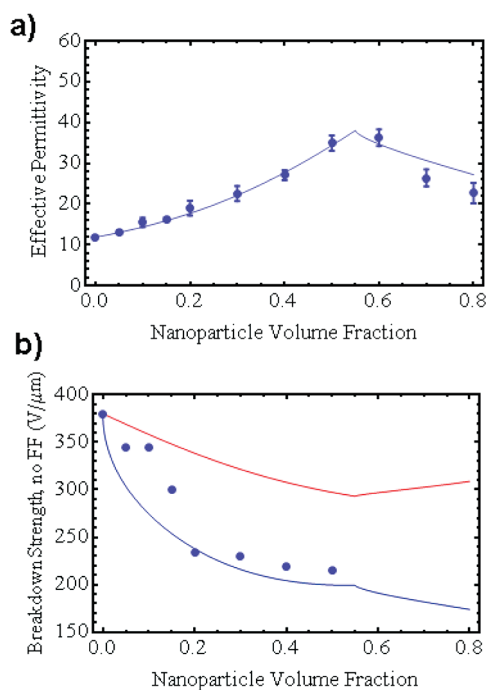 a)
60
50
40
30
20
10
0
Effective Permittivity
0.0 0.2 0.4 0.6 0.8
Nanoparticle Volume Fraction
b)
400
350
300
250
200
150
Breakdown Strength, no FF (V/μm)
0.0 0.2 0.4 0.6 0.8
Nanoparticle Volume Fraction